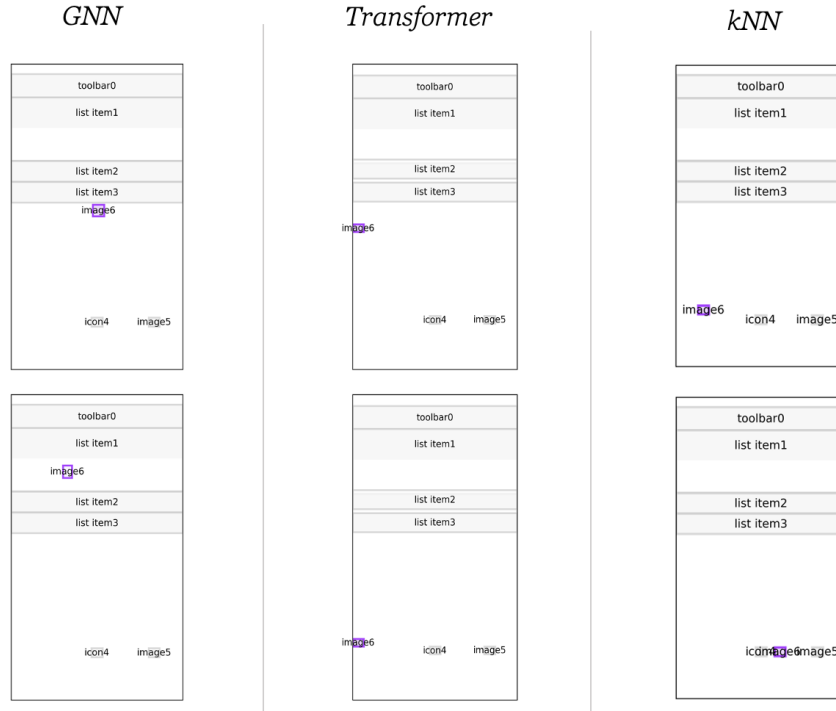 GNN
Transformer
kNN
toolbar0
list item1
list item2
list item3
image6
icon4 image5
toolbar0
list item1
list item2
list item3
image6
icon4 image5
toolbar0
list item1
list item2
list item3
image6
icon4 image5
toolbar0
list item1
image6
list item2
list item3
icon4 image5
toolbar0
list item1
list item2
list item3
image6
icon4 image5
toolbar0
list item1
list item2
list item3
icon4 image6 image5